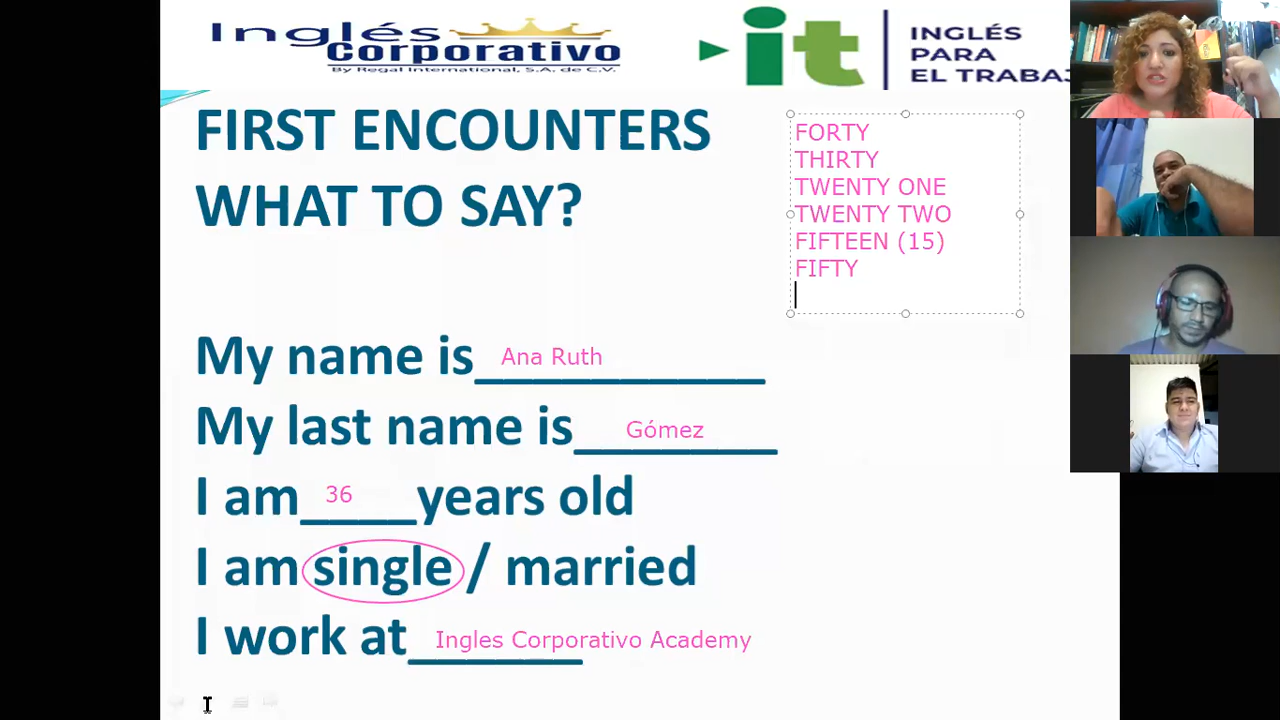 Inglés
Corporativo
By Regal International, S.A. de C.V.
it
INGLÉS
PARA
EL TRABAJ
FIRST ENCOUNTERS
WHAT TO SAY?
FORTY
THIRTY
TWENTY ONE
TWENTY TWO
FIFTEEN (15)
FIFTY
My name is Ana Ruth
My last name is Gómez
I am 36 years old
I am single / married
I work at Ingles Corporativo Academy